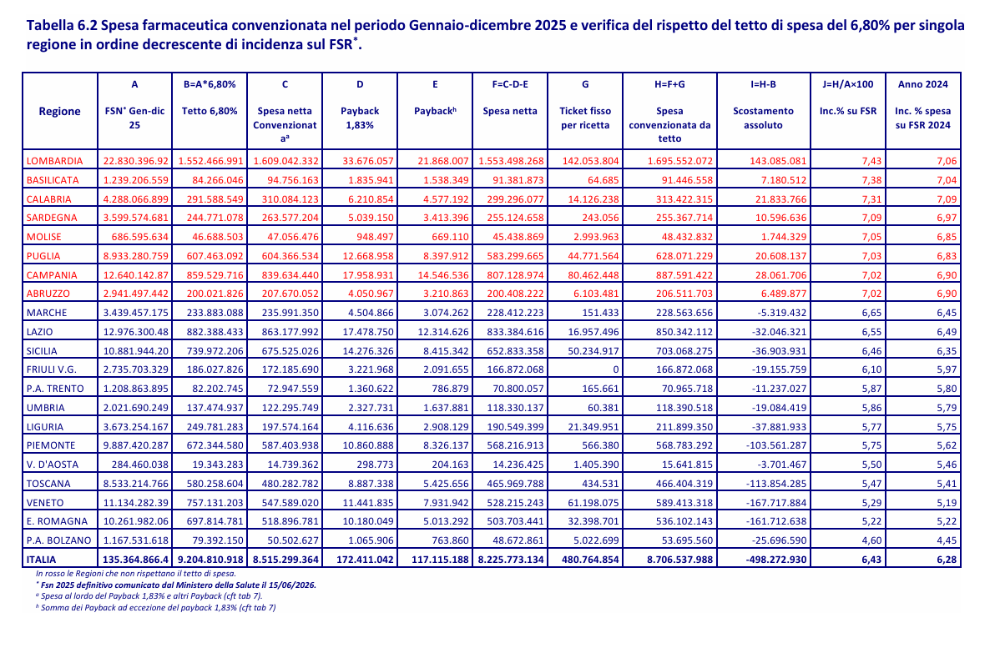 Tabella 6.2 Spesa farmaceutica convenzionata nel periodo Gennaio-dicembre 2025 e verifica del rispetto del tetto di spesa del 6,80% per singola
regione in ordine decrescente di incidenza sul FSR*.
A B=A*6,80% C D E F=C-D-E G H=F+G I=H-B J=H/A×100 Anno 2024
Regione FSN* Gen-dic 25 Tetto 6,80% Spesa netta Convenzionataᵃ Payback 1,83% Paybackʰ Spesa netta Ticket fisso per ricetta Spesa convenzionata da tetto Scostamento assoluto Inc.% su FSR Inc. % spesa su FSR 2024
LOMBARDIA 22.830.396.92 1.552.466.991 1.609.042.332 33.676.057 21.868.007 1.553.498.268 142.053.804 1.695.552.072 143.085.081 7,43 7,06
BASILICATA 1.239.206.559 84.266.046 94.756.163 1.835.941 1.538.349 91.381.873 64.685 91.446.558 7.180.512 7,38 7,04
CALABRIA 4.288.066.899 291.588.549 310.084.123 6.210.854 4.577.192 299.296.077 14.126.238 313.422.315 21.833.766 7,31 7,09
SARDEGNA 3.599.574.681 244.771.078 263.577.204 5.039.150 3.413.396 255.124.658 243.056 255.367.714 10.596.636 7,09 6,97
MOLISE 686.595.634 46.688.503 47.056.476 948.497 669.110 45.438.869 2.993.963 48.432.832 1.744.329 7,05 6,85
PUGLIA 8.933.280.759 607.463.092 604.366.534 12.668.958 8.397.912 583.299.665 44.771.564 628.071.229 20.608.137 7,03 6,83
CAMPANIA 12.640.142.87 859.529.716 839.634.440 17.958.931 14.546.536 807.128.974 80.462.448 887.591.422 28.061.706 7,02 6,90
ABRUZZO 2.941.497.442 200.021.826 207.670.052 4.050.967 3.210.863 200.408.222 6.103.481 206.511.703 6.489.877 7,02 6,90
MARCHE 3.439.457.175 233.883.088 235.991.350 4.504.866 3.074.262 228.412.223 151.433 228.563.656 -5.319.432 6,65 6,45
LAZIO 12.976.300.48 882.388.433 863.177.992 17.478.750 12.314.626 833.384.616 16.957.496 850.342.112 -32.046.321 6,55 6,49
SICILIA 10.881.944.20 739.972.206 675.525.026 14.276.326 8.415.342 652.833.358 50.234.917 703.068.275 -36.903.931 6,46 6,35
FRIULI V.G. 2.735.703.329 186.027.826 172.185.690 3.221.968 2.091.655 166.872.068 0 166.872.068 -19.155.759 6,10 5,97
P.A. TRENTO 1.208.863.895 82.202.745 72.947.559 1.360.622 786.879 70.800.057 165.661 70.965.718 -11.237.027 5,87 5,80
UMBRIA 2.021.690.249 137.474.937 122.295.749 2.327.731 1.637.881 118.330.137 60.381 118.390.518 -19.084.419 5,86 5,79
LIGURIA 3.673.254.167 249.781.283 197.574.164 4.116.636 2.908.129 190.549.399 21.349.951 211.899.350 -37.881.933 5,77 5,75
PIEMONTE 9.887.420.287 672.344.580 587.403.938 10.860.888 8.326.137 568.216.913 566.380 568.783.292 -103.561.287 5,75 5,62
V. D'AOSTA 284.460.038 19.343.283 14.739.362 298.773 204.163 14.236.425 1.405.390 15.641.815 -3.701.467 5,50 5,46
TOSCANA 8.533.214.766 580.258.604 480.282.782 8.887.338 5.425.656 465.969.788 434.531 466.404.319 -113.854.285 5,47 5,41
VENETO 11.134.282.39 757.131.203 547.589.020 11.441.835 7.931.942 528.215.243 61.198.075 589.413.318 -167.717.884 5,29 5,19
E. ROMAGNA 10.261.982.06 697.814.781 518.896.781 10.180.049 5.013.292 503.703.441 32.398.701 536.102.143 -161.712.638 5,22 5,22
P.A. BOLZANO 1.167.531.618 79.392.150 50.502.627 1.065.906 763.860 48.672.861 5.022.699 53.695.560 -25.696.590 4,60 4,45
ITALIA 135.364.866.4 9.204.810.918 8.515.299.364 172.411.042 117.115.188 8.225.773.134 480.764.854 8.706.537.988 -498.272.930 6,43 6,28
In rosso le Regioni che non rispettano il tetto di spesa.
* Fsn 2025 definitivo comunicato dal Ministero della Salute il 15/06/2026.
ᵃ Spesa al lordo del Payback 1,83% e altri Payback (cft tab 7).
ʰ Somma dei Payback ad eccezione del payback 1,83% (cft tab 7)